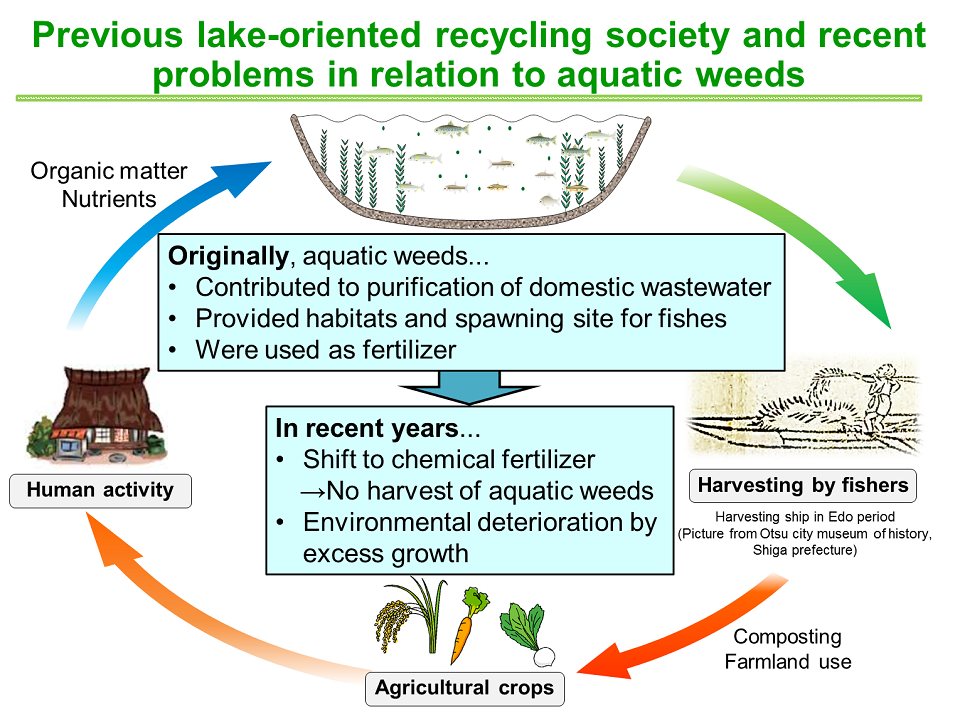 Previous lake-oriented recycling society and recent
problems in relation to aquatic weeds
Organic matter
Nutrients
Originally, aquatic weeds...
• Contributed to purification of domestic wastewater
• Provided habitats and spawning site for fishes
• Were used as fertilizer
In recent years...
• Shift to chemical fertilizer
→No harvest of aquatic weeds
• Environmental deterioration by
excess growth
Human activity
Harvesting by fishers
Harvesting ship in Edo period
(Picture from Otsu city museum of history,
Shiga prefecture)
Composting
Farmland use
Agricultural crops